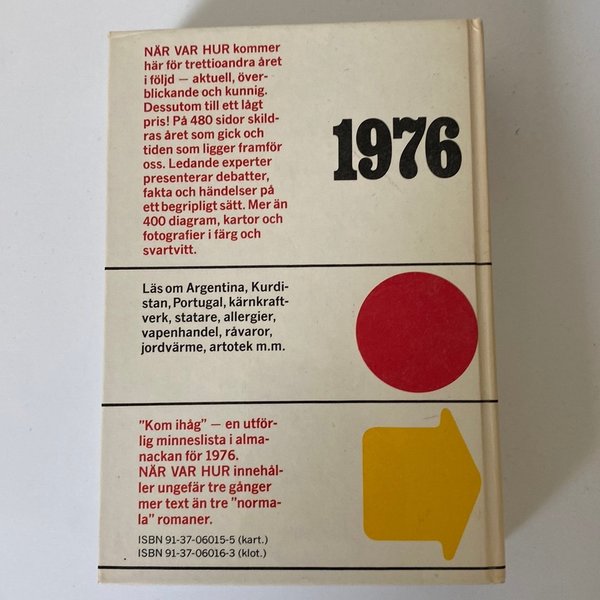 NÄR VAR HUR kommer
här för trettioandra året
i följd — aktuell, över-
blickande och kunnig.
Dessutom till ett lågt
pris! På 480 sidor skild-
ras året som gick och
tiden som ligger framför
oss. Ledande experter
presenterar debatter,
fakta och händelser på
ett begripligt sätt. Mer än
400 diagram, kartor och
fotografier i färg och
svartvitt.
1976
Läs om Argentina, Kurdi-
stan, Portugal, kärnkraft-
verk, statare, allergier,
vapenhandel, råvaror,
jordvärme, artotek m.m.
"Kom ihåg" — en utför-
lig minneslista i alma-
nackan för 1976.
NÄR VAR HUR innehål-
ler ungefär tre gånger
mer text än tre "norma-
la" romaner.
ISBN 91-37-06015-5 (kart.)
ISBN 91-37-06016-3 (klot.)